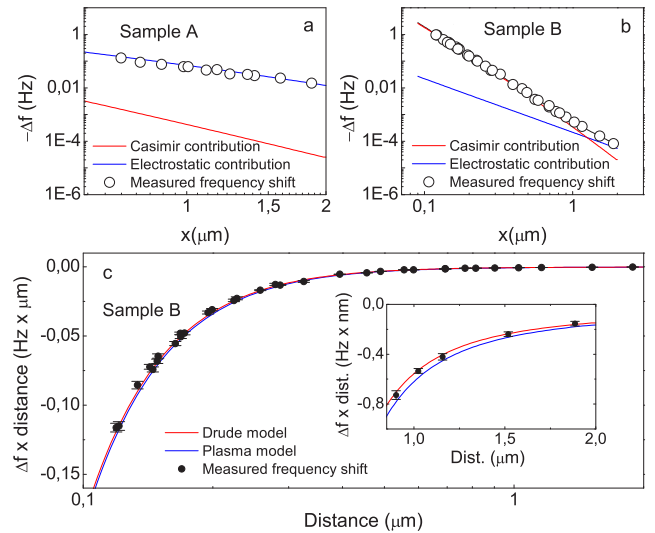 Sample A
a
1
0,01
1E-4
1E-6
−Δf (Hz)
Casimir contribution
Electrostatic contribution
Measured frequency shift
1
1,5
2
x(μm)
Sample B
b
1
0,01
1E-4
1E-6
−Δf (Hz)
Casimir contribution
Electrostatic contribution
Measured frequency shift
0,1
1
x(μm)
c
Sample B
0,00
-0,05
-0,10
-0,15
Δf x distance (Hz x μm)
Drude model
Plasma model
Measured frequency shift
0,1
1
Distance (μm)
0,0
-0,4
-0,8
Δf x dist. (Hz x nm)
1,0
1,5
2,0
Dist. (μm)